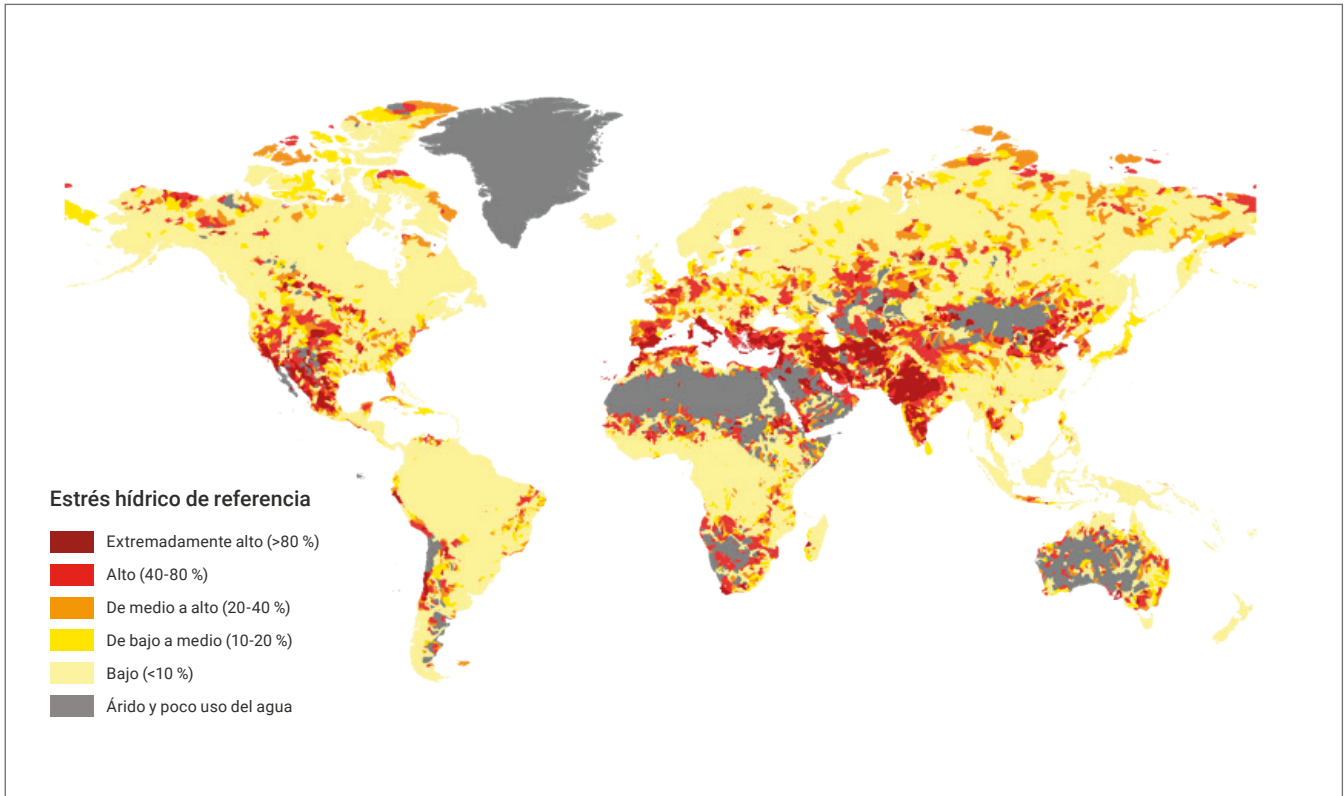 Estrés hídrico de referencia
Extremadamente alto (>80 %)
Alto (40-80 %)
De medio a alto (20-40 %)
De bajo a medio (10-20 %)
Bajo (<10 %)
Árido y poco uso del agua